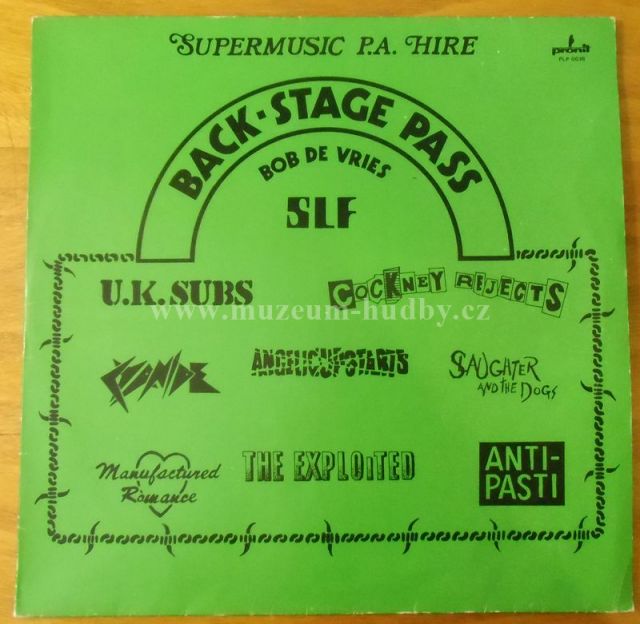 SUPERMUSIC P.A. HIRE
pronit
PLP 0038
BACK-STAGE PASS
BOB DE VRIES
SLF
U.K. SUBS
COCKNEY REJECTS
www.muzeum-hudby.cz
CYANIDE
ANGELIC UPSTARTS
SLAUGHTER
AND THE DOGS
Manufactured
Romance
THE EXPLOiTED
ANTI-
PASTI